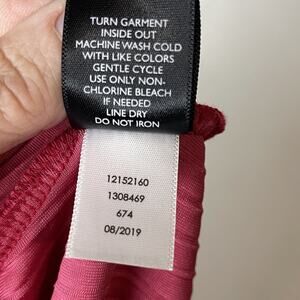 TURN GARMENT
INSIDE OUT
MACHINE WASH COLD
WITH LIKE COLORS
GENTLE CYCLE
USE ONLY NON-
CHLORINE BLEACH
IF NEEDED
LINE DRY
DO NOT IRON
12152160
1308469
674
08/2019